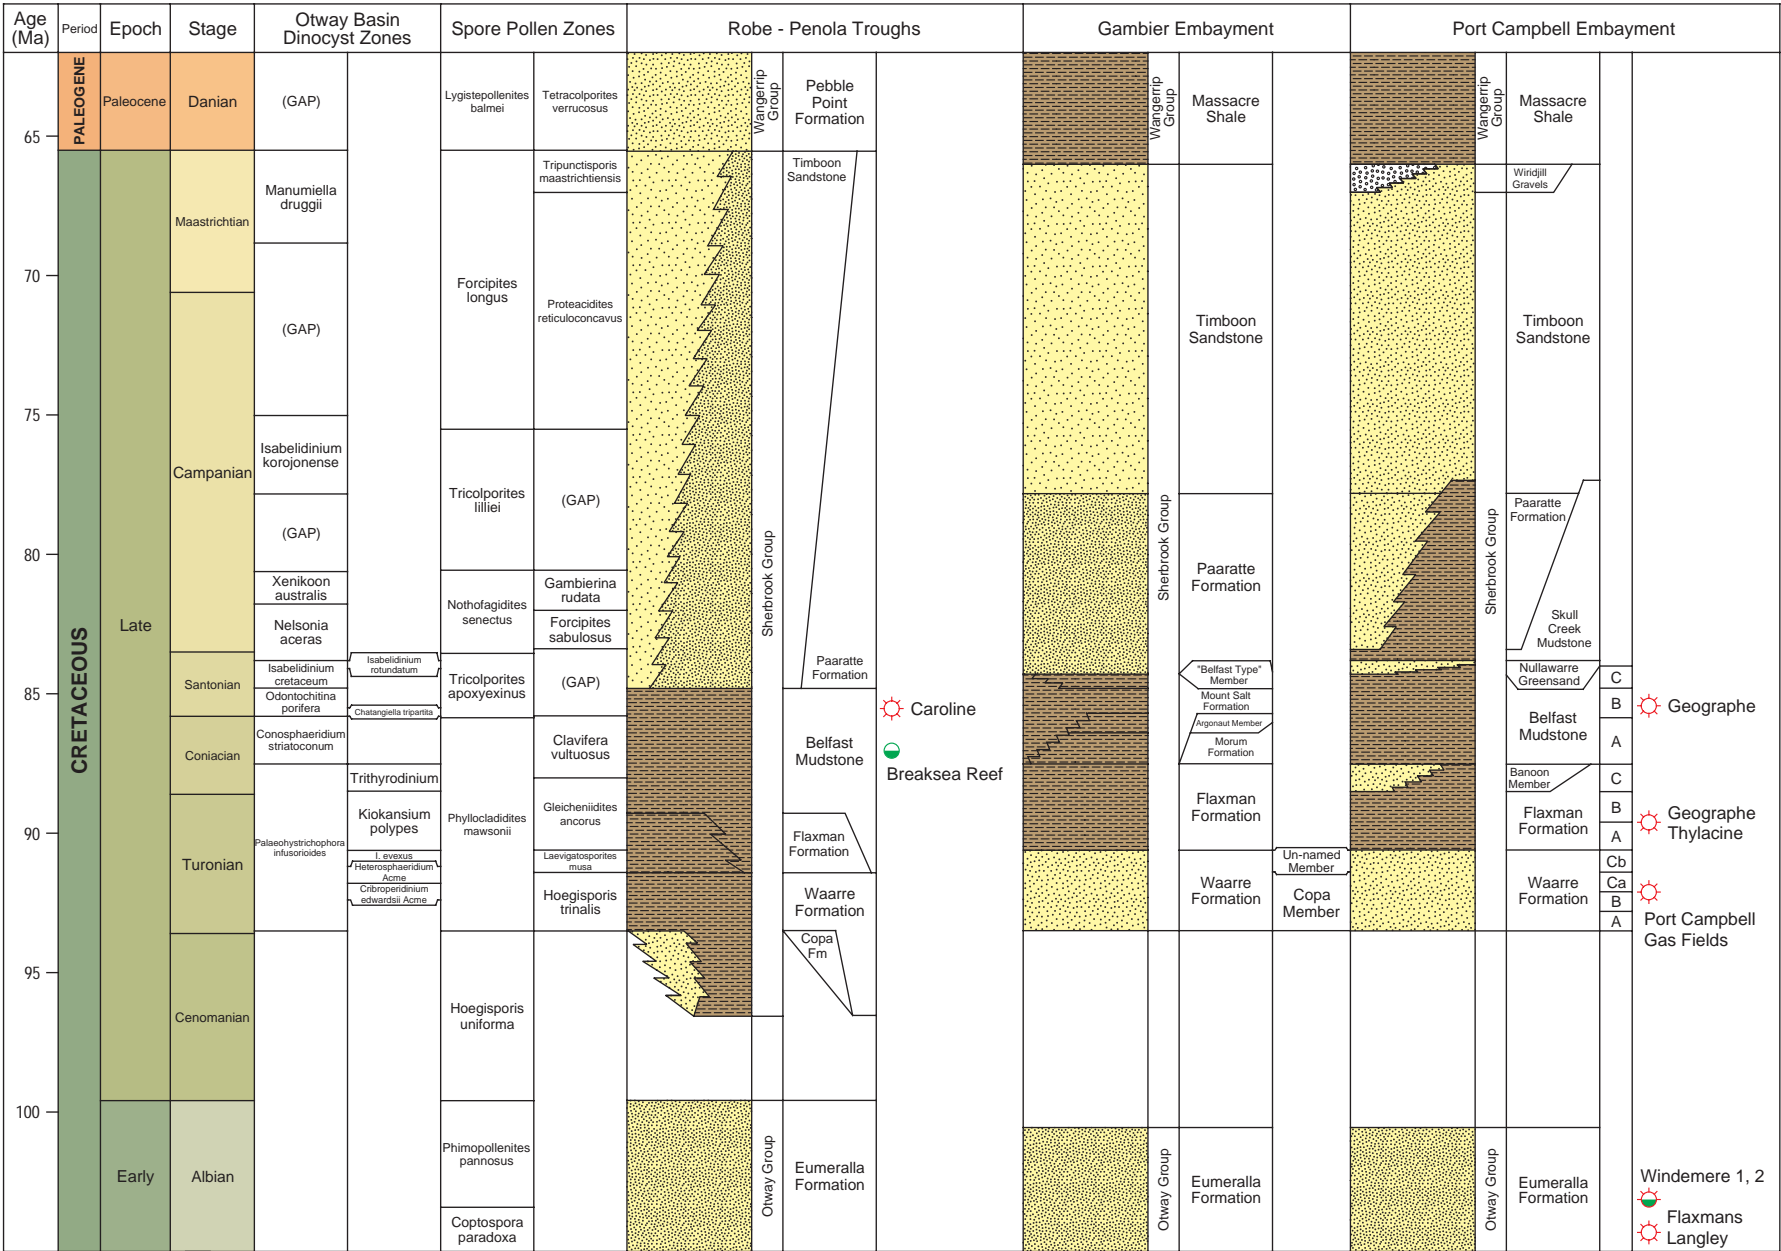 Age
(Ma)
Period
Epoch
Stage
Otway Basin
Dinocyst Zones
Spore Pollen Zones
Robe - Penola Troughs
Gambier Embayment
Port Campbell Embayment
65
70
75
80
85
90
95
100
PALEOGENE
CRETACEOUS
Paleocene
Late
Early
Danian
Maastrichtian
Campanian
Santonian
Coniacian
Turonian
Cenomanian
Albian
(GAP)
Manumiella
druggii
(GAP)
Isabelidinium
korojonense
(GAP)
Xenikoon
australis
Nelsonia
aceras
Isabelidinium
cretaceum
Odontochitina
porifera
Conosphaeridium
striatoconum
Palaeohystrichophora
infusorioides
Isabelidinium
rotundatum
Chatangiella tripartita
Trithyrodinium
Kiokansium
polypes
I. evexus
Heterosphaeridium
Acme
Cribroperidinium
edwardsii Acme
Lygistepollenites
balmei
Forcipites
longus
Tricolporites
lilliei
Nothofagidites
senectus
Tricolporites
apoxyexinus
Phyllocladidites
mawsonii
Hoegisporis
uniforma
Phimopollenites
pannosus
Coptospora
paradoxa
Tetracolporites
verrucosus
Tripunctisporis
maastrichtiensis
Proteacidites
reticuloconcavus
(GAP)
Gambierina
rudata
Forcipites
sabulosus
(GAP)
Clavifera
vultuosus
Gleicheniidites
ancorus
Laevigatosporites
musa
Hoegisporis
trinalis
Wangerrip
Group
Sherbrook Group
Otway Group
Pebble
Point
Formation
Timboon
Sandstone
Paaratte
Formation
Belfast
Mudstone
Flaxman
Formation
Waarre
Formation
Copa
Fm
Eumeralla
Formation
Caroline
Breaksea Reef
Wangerrip
Group
Sherbrook Group
Otway Group
Massacre
Shale
Timboon
Sandstone
Paaratte
Formation
"Belfast Type"
Member
Mount Salt
Formation
Argonaut Member
Morum
Formation
Flaxman
Formation
Waarre
Formation
Un-named
Member
Copa
Member
Eumeralla
Formation
Wangerrip
Group
Sherbrook Group
Otway Group
Massacre
Shale
Wiridjill
Gravels
Timboon
Sandstone
Paaratte
Formation
Skull
Creek
Mudstone
Nullawarre
Greensand
Belfast
Mudstone
Banoon
Member
Flaxman
Formation
Waarre
Formation
Eumeralla
Formation
C
B
A
C
B
A
Cb
Ca
B
A
Geographe
Geographe
Thylacine
Port Campbell
Gas Fields
Windemere 1, 2
Flaxmans
Langley